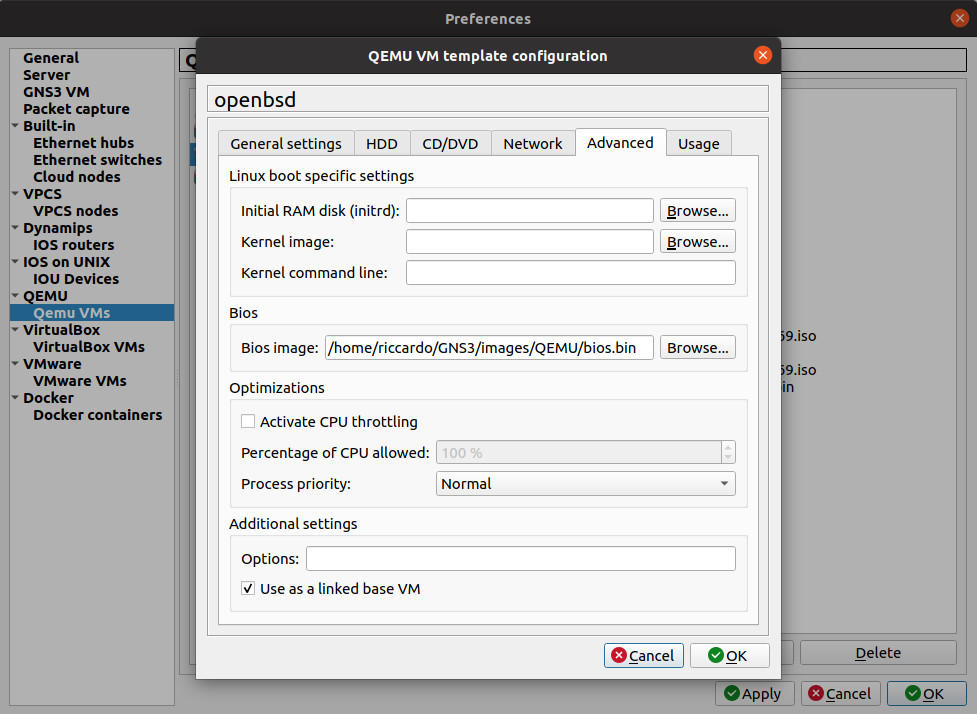 Preferences
General
Server
GNS3 VM
Packet capture
Built-in
Ethernet hubs
Ethernet switches
Cloud nodes
VPCS
VPCS nodes
Dynamips
IOS routers
IOS on UNIX
IOU Devices
QEMU
Qemu VMs
VirtualBox
VirtualBox VMs
VMware
VMware VMs
Docker
Docker containers
QEMU VM template configuration
openbsd
General settings HDD CD/DVD Network Advanced Usage
Linux boot specific settings
Initial RAM disk (initrd): Browse...
Kernel image: Browse...
Kernel command line:
Bios
Bios image: /home/riccardo/GNS3/images/QEMU/bios.bin Browse...
Optimizations
Activate CPU throttling
Percentage of CPU allowed: 100 %
Process priority: Normal
Additional settings
Options:
Use as a linked base VM
Cancel OK
Delete
Apply Cancel OK